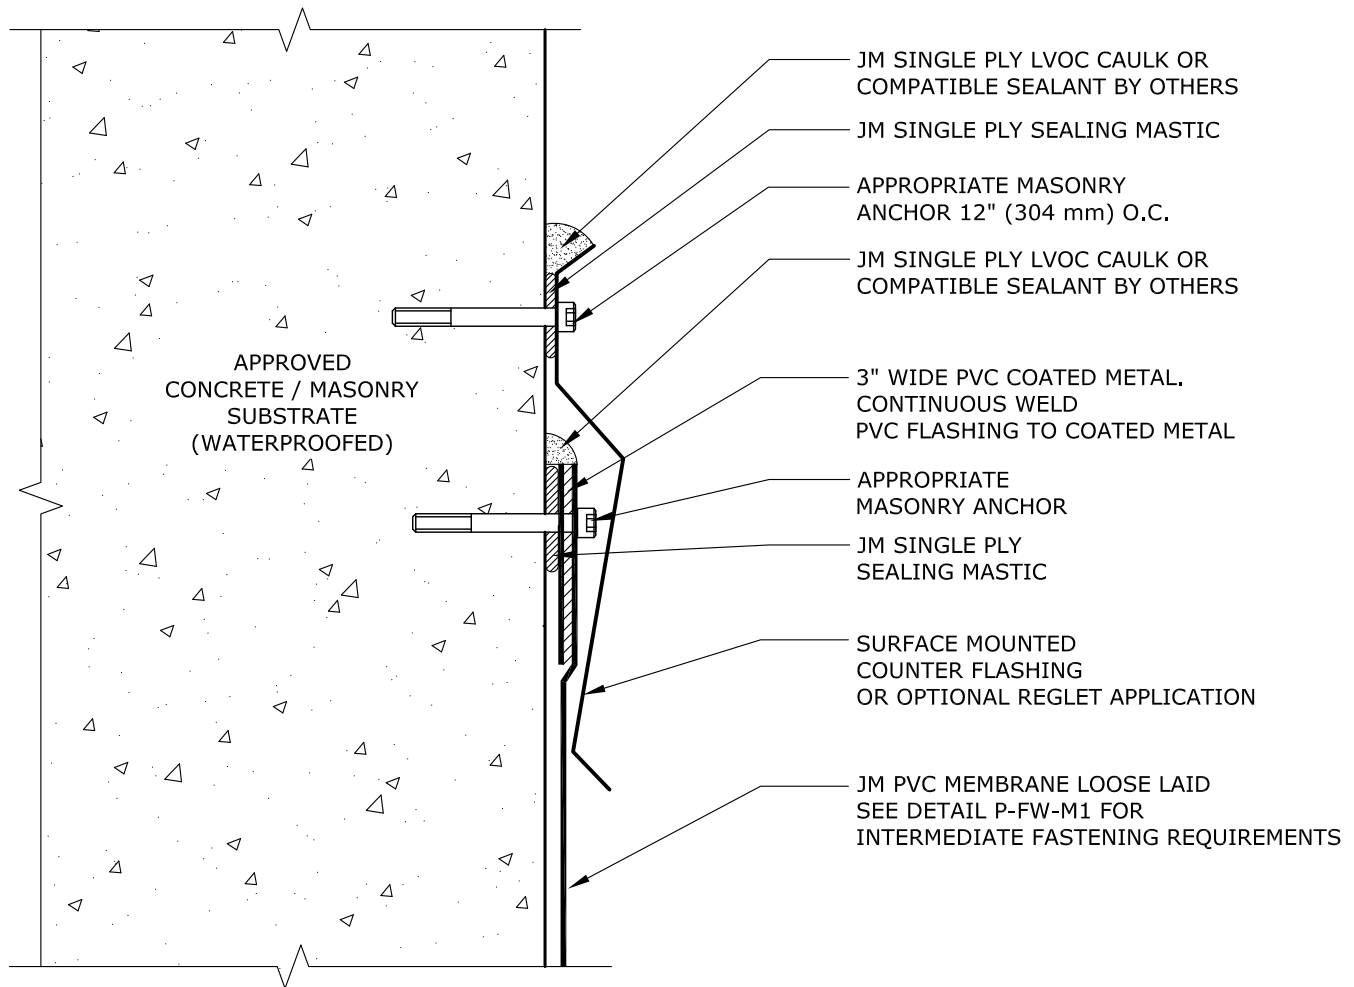 JM SINGLE PLY LVOC CAULK OR
COMPATIBLE SEALANT BY OTHERS
JM SINGLE PLY SEALING MASTIC
APPROPRIATE MASONRY
ANCHOR 12" (304 mm) O.C.
JM SINGLE PLY LVOC CAULK OR
COMPATIBLE SEALANT BY OTHERS
APPROVED
CONCRETE / MASONRY
SUBSTRATE
(WATERPROOFED)
3" WIDE PVC COATED METAL.
CONTINUOUS WELD
PVC FLASHING TO COATED METAL
APPROPRIATE
MASONRY ANCHOR
JM SINGLE PLY
SEALING MASTIC
SURFACE MOUNTED
COUNTER FLASHING
OR OPTIONAL REGLET APPLICATION
JM PVC MEMBRANE LOOSE LAID
SEE DETAIL P-FW-M1 FOR
INTERMEDIATE FASTENING REQUIREMENTS